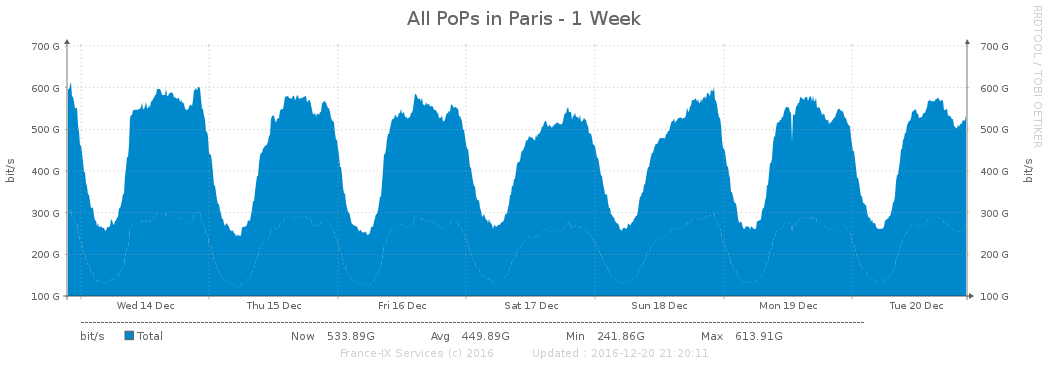 All PoPs in Paris - 1 Week
RRDTOOL / TOBI OETIKER
700 G 700 G
600 G 600 G
500 G 500 G
400 G 400 G
300 G 300 G
200 G 200 G
100 G 100 G
bit/s
bit/s
Wed 14 Dec Thu 15 Dec Fri 16 Dec Sat 17 Dec Sun 18 Dec Mon 19 Dec Tue 20 Dec
bit/s Total Now 533.89G Avg 449.89G Min 241.86G Max 613.91G
France-IX Services (c) 2016 Updated : 2016-12-20 21:20:11